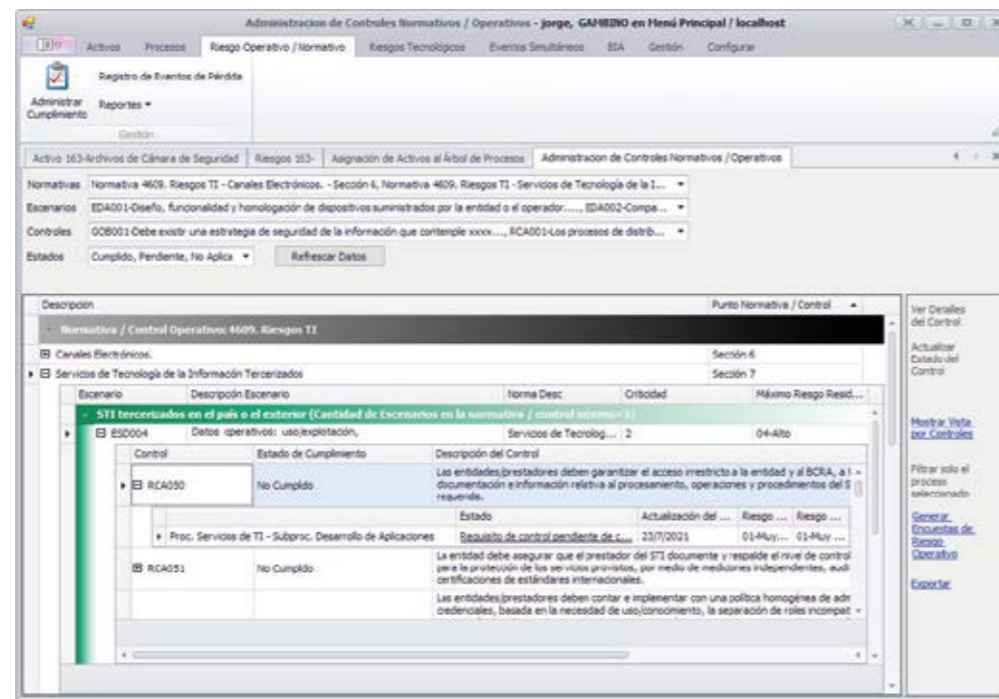 Administracion de Controles Normativos / Operativos - jorge, GAMBINO en Menú Principal / localhost
Activos Procesos Riesgo Operativo / Normativo Riesgos Tecnológicos Eventos Simultáneos BIA Gestión Configurar
Registro de Eventos de Pérdida
Administrar Cumplimiento
Reportes
Gestión
Activo 163-Archivos de Cámara de Seguridad Riesgos 163- Asignación de Activos al Árbol de Procesos Administracion de Controles Normativos / Operativos
Normativas Normativa 4609. Riesgos TI - Canales Electrónicos. - Sección 6, Normativa 4609. Riesgos TI - Servicios de Tecnología de la I...
Escenarios EDA001-Diseño, funcionalidad y homologación de dispositivos suministrados por la entidad o el operador....., EDA002-Compa...
Controles GOB001-Debe existir una estrategia de seguridad de la información que contemple xxxx..., RCA001-Los procesos de distrib...
Estados Cumplido, Pendiente, No Aplica Refrescar Datos
Descripción Punto Normativa / Control
Normativa / Control Operativo: 4609. Riesgos TI
Canales Electrónicos. Sección 6
Servicios de Tecnología de la Información Tercerizados Sección 7
Escenario Descripción Escenario Norma Desc Criticidad Máximo Riesgo Resid...
STI tercerizados en el país o el exterior (Cantidad de Escenarios en la normativa / control interno=1)
ESD004 Datos operativos: uso/explotación, Servicios de Tecnolog... 2 04-Alto
Control Estado de Cumplimiento Descripción del Control
RCA050 No Cumplido Las entidades/prestadores deben garantizar el acceso irrestricto a la entidad y al BCRA, a
documentación e información relativa al procesamiento, operaciones y procedimientos del S
requerida.
Estado Actualización del ... Riesgo ... Riesgo ...
Proc. Servicios de TI - Subproc. Desarrollo de Aplicaciones Requisito de control pendiente de c... 23/7/2021 01-Muy... 01-Muy ...
RCA051 No Cumplido La entidad debe asegurar que el prestador del STI documente y respalde el nivel de control
para la protección de los servicios provistos, por medio de mediciones independientes, audi
certificaciones de estándares internacionales.
Las entidades/prestadores deben contar e implementar con una política homogénea de adm
credenciales, basada en la necesidad de uso/conocimiento, la separación de roles incompat
Ver Detalles
del Control
Actualizar
Estado del
Control
Mostrar Vista
por Controles
Filtrar solo el
proceso
seleccionado
Generar
Encuestas de
Riesgo
Operativo
Exportar